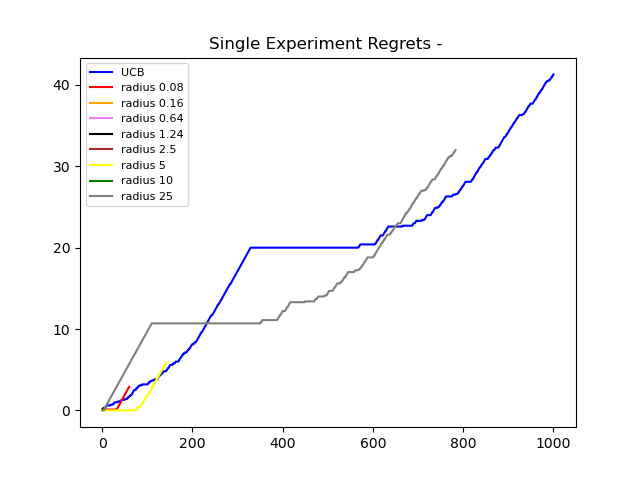 Single Experiment Regrets -
UCB
radius 0.08
radius 0.16
radius 0.64
radius 1.24
radius 2.5
radius 5
radius 10
radius 25
40
30
20
10
0
0 200 400 600 800 1000